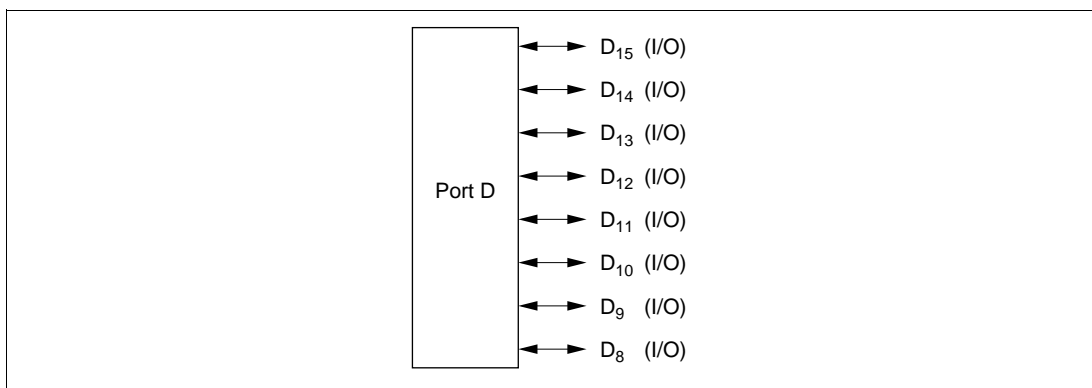 D15 (I/O)
D14 (I/O)
D13 (I/O)
D12 (I/O)
Port D
D11 (I/O)
D10 (I/O)
D9 (I/O)
D8 (I/O)